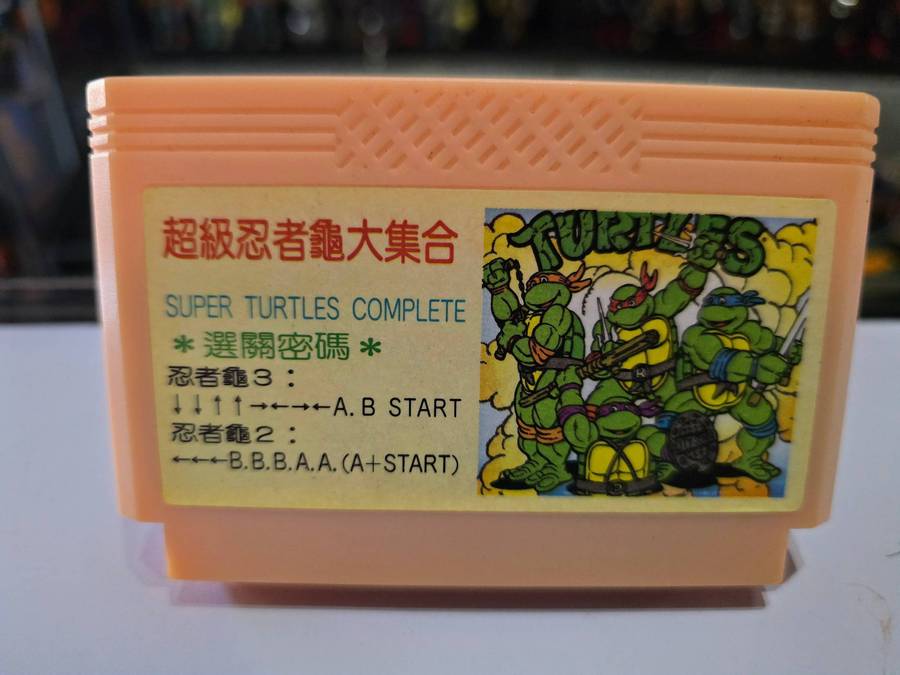 超級忍者龜大集合
TURTLES
SUPER TURTLES COMPLETE
*選關密碼*
忍者龜3:
↓↓↑↑→←→←A.B START
忍者龜2:
←←←B.B.B.A.A.(A+START)